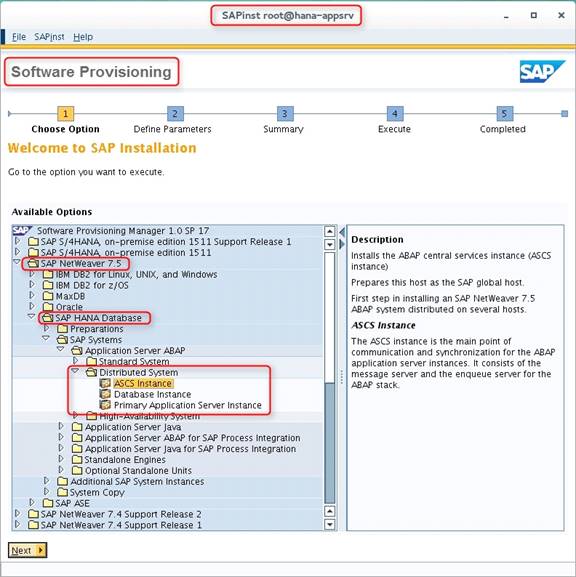 SAPinst root@hana-appsrv
File SAPinst Help
Software Provisioning
SAP
1 2 3 4 5
Choose Option Define Parameters Summary Execute Completed
Welcome to SAP Installation
Go to the option you want to execute.
Available Options
SAP Software Provisioning Manager 1.0 SP 17
SAP S/4HANA, on-premise edition 1511 Support Release 1
SAP S/4HANA, on-premise edition 1511
SAP NetWeaver 7.5
IBM DB2 for Linux, UNIX, and Windows
IBM DB2 for z/OS
MaxDB
Oracle
SAP HANA Database
Preparations
SAP Systems
Application Server ABAP
Standard System
Distributed System
ASCS Instance
Database Instance
Primary Application Server Instance
High-Availability System
Application Server Java
Application Server ABAP for SAP Process Integration
Application Server Java for SAP Process Integration
Standalone Engines
Optional Standalone Units
Additional SAP System Instances
System Copy
SAP ASE
SAP NetWeaver 7.4 Support Release 2
SAP NetWeaver 7.4 Support Release 1
Description
Installs the ABAP central services instance (ASCS
instance)
Prepares this host as the SAP global host.
First step in installing an SAP NetWeaver 7.5
ABAP system distributed on several hosts.
ASCS Instance
The ASCS instance is the main point of
communication and synchronization for the ABAP
application server instances. It consists of the
message server and the enqueue server for the
ABAP stack.
Next